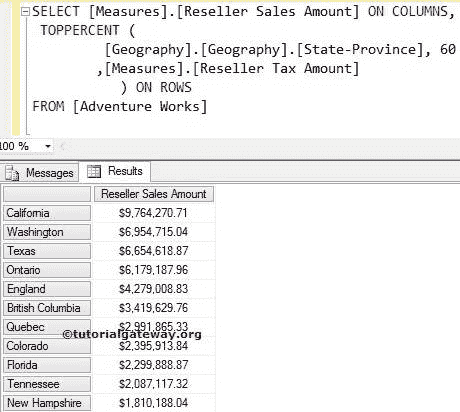 SELECT [Measures].[Reseller Sales Amount] ON COLUMNS,
TOPPERCENT (
[Geography].[Geography].[State-Province], 60
,[Measures].[Reseller Tax Amount]
) ON ROWS
FROM [Adventure Works]
100 %
Messages Results
Reseller Sales Amount
California $9,764,270.71
Washington $6,954,715.04
Texas $6,654,618.87
Ontario $6,179,187.96
England $4,279,008.83
British Columbia $3,419,629.76
Quebec $2,991,865.33
©tutorialgateway.org
Colorado $2,395,913.84
Florida $2,299,888.87
Tennessee $2,087,117.32
New Hampshire $1,810,188.04